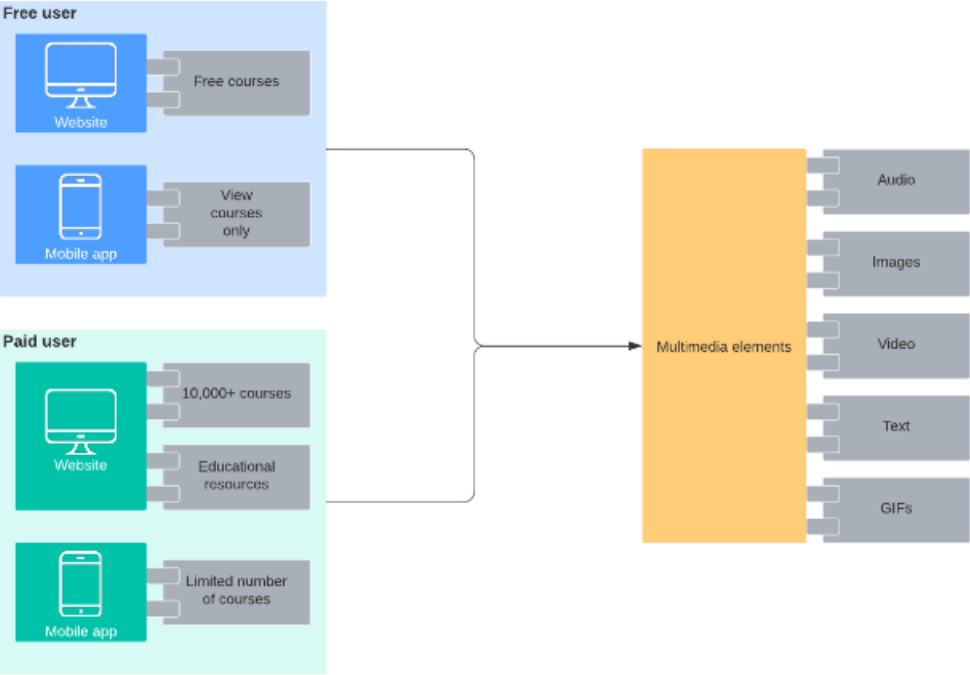 Free user
Website
Free courses
Mobile app
View
courses
only
Paid user
Website
10,000+ courses
Educational
resources
Mobile app
Limited number
of courses
Multimedia elements
Audio
Images
Video
Text
GIFs